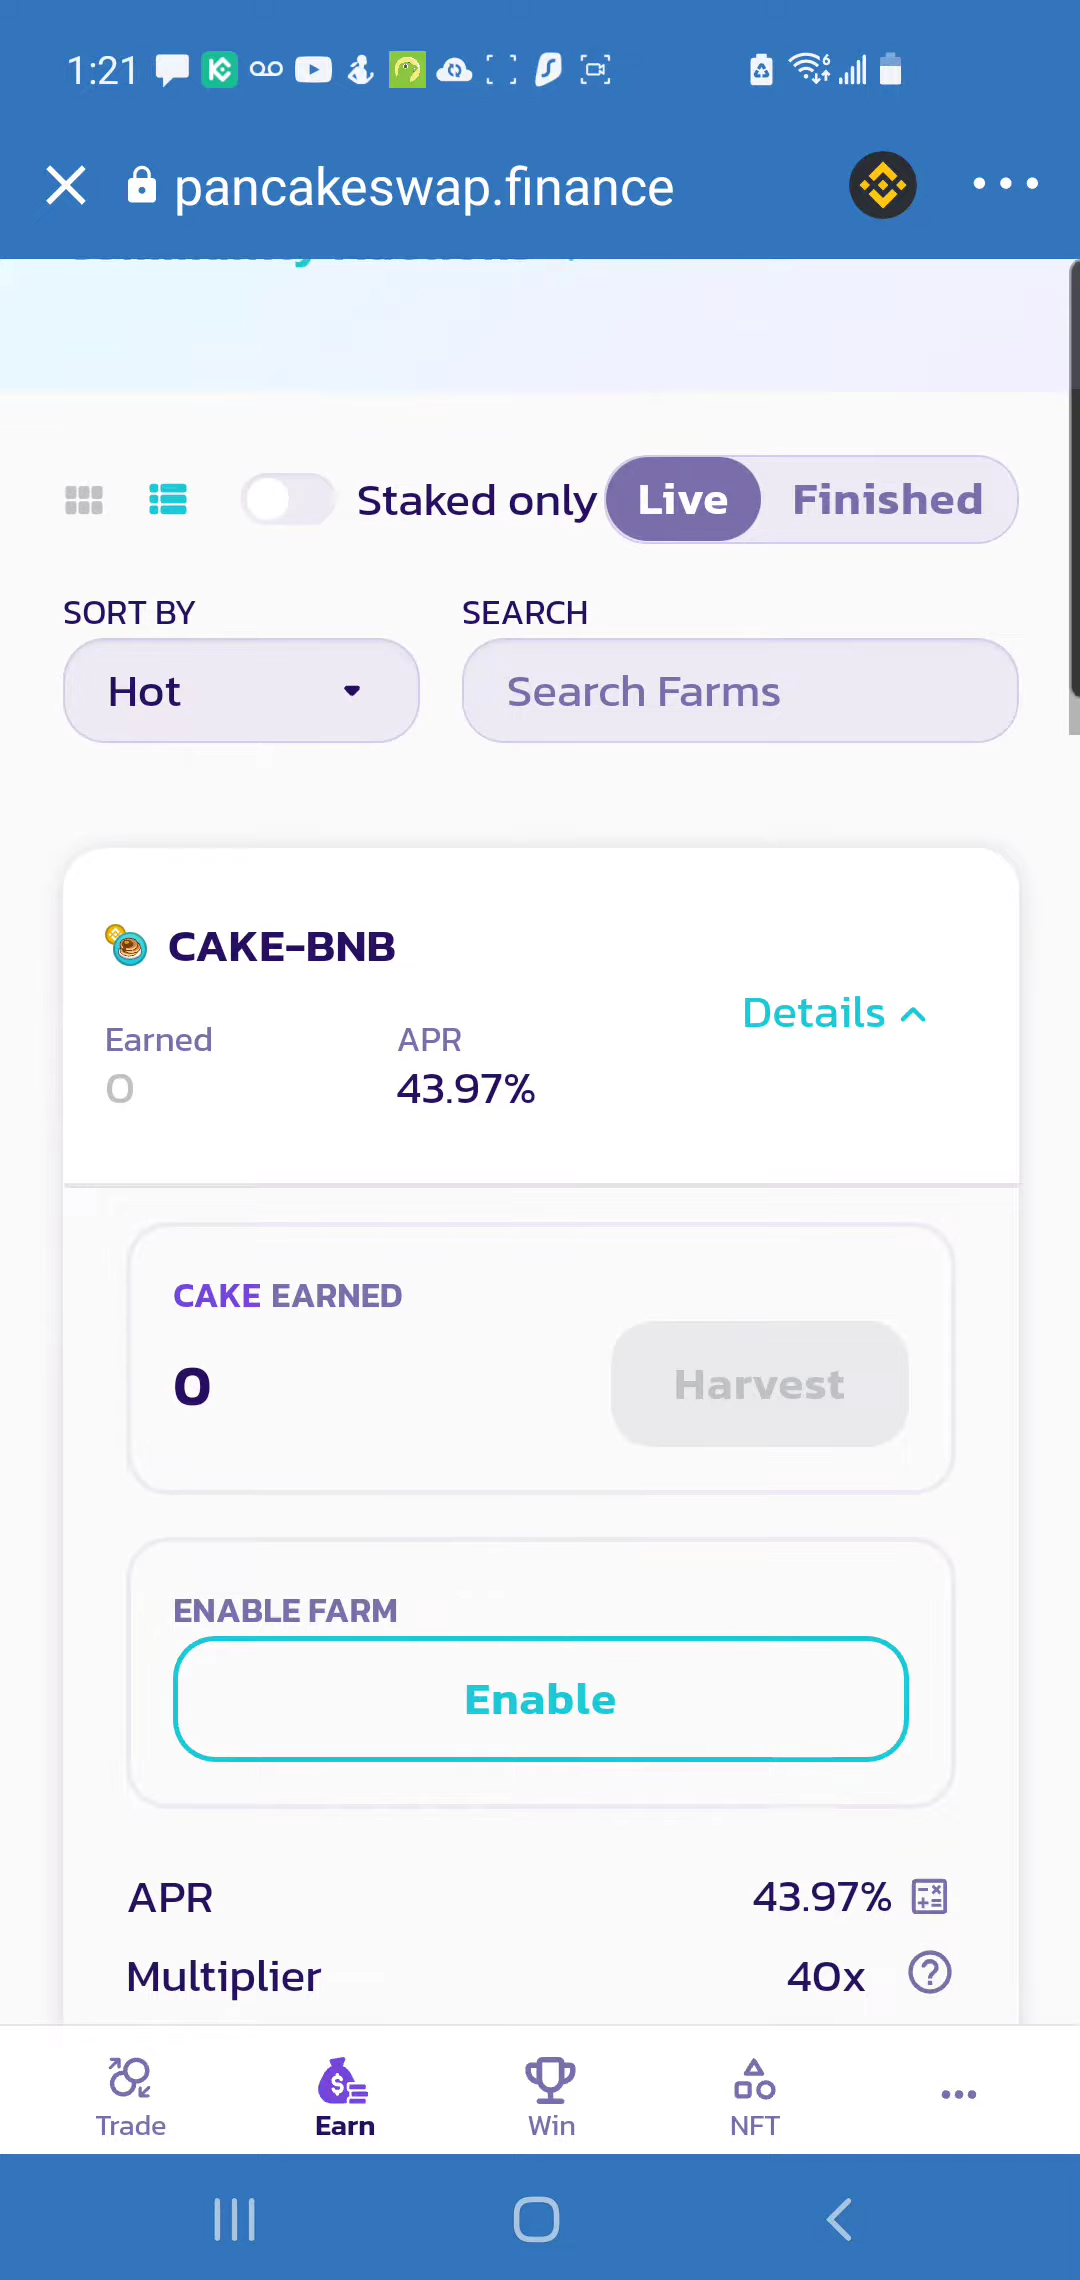 1:21
pancakeswap.finance
Staked only
Live
Finished
SORT BY
SEARCH
Hot
Search Farms
CAKE-BNB
Details
Earned
APR
0
43.97%
CAKE EARNED
0
Harvest
ENABLE FARM
Enable
APR
43.97%
Multiplier
40x
Trade
Earn
Win
NFT